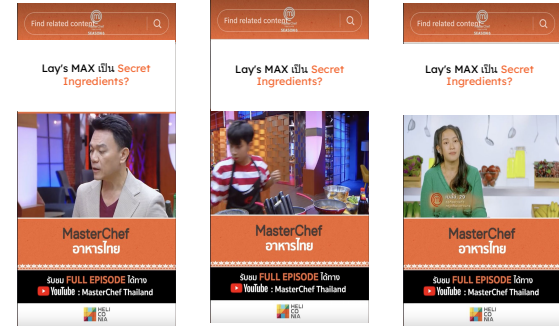 Find related content
MasterChef
SEASON6
Lay's MAX เป็น Secret
Ingredients?
MasterChef
อาหารไทย
รับชม FULL EPISODE ได้ทาง
YouTube : MasterChef Thailand
HELI
CO
NIA
Find related content
Lay's MAX เป็น Secret
Ingredients?
MasterChef
อาหารไทย
รับชม FULL EPISODE ได้ทาง
YouTube : MasterChef Thailand
HELI
CO
NIA
Find related content
Lay's MAX เป็น Secret
Ingredients?
MasterChef
อาหารไทย
รับชม FULL EPISODE ได้ทาง
YouTube : MasterChef Thailand
HELI
CO
NIA